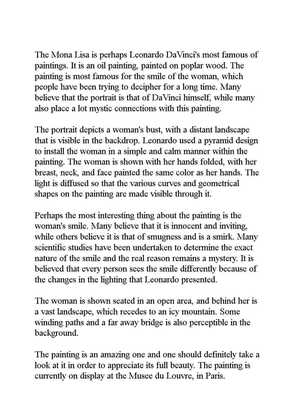 The Mona Lisa is perhaps Leonardo DaVinci's most famous of
paintings. It is an oil painting, painted on poplar wood. The
painting is most famous for the smile of the woman, which
people have been trying to decipher for a long time. Many
believe that the portrait is that of DaVinci himself, while many
also place a lot mystic connections with this painting.

The portrait depicts a woman's bust, with a distant landscape
that is visible in the backdrop. Leonardo used a pyramid design
to install the woman in a simple and calm manner within the
painting. The woman is shown with her hands folded, with her
breast, neck, and face painted the same color as her hands. The
light is diffused so that the various curves and geometrical
shapes on the painting are made visible through it.

Perhaps the most interesting thing about the painting is the
woman's smile. Many believe that it is innocent and inviting,
while others believe it is that of smugness and is a smirk. Many
scientific studies have been undertaken to determine the exact
nature of the smile and the real reason remains a mystery. It is
believed that every person sees the smile differently because of
the changes in the lighting that Leonardo presented.

The woman is shown seated in an open area, and behind her is
a vast landscape, which recedes to an icy mountain. Some
winding paths and a far away bridge is also perceptible in the
background.

The painting is an amazing one and one should definitely take a
look at it in order to appreciate its full beauty. The painting is
currently on display at the Musee du Louvre, in Paris.